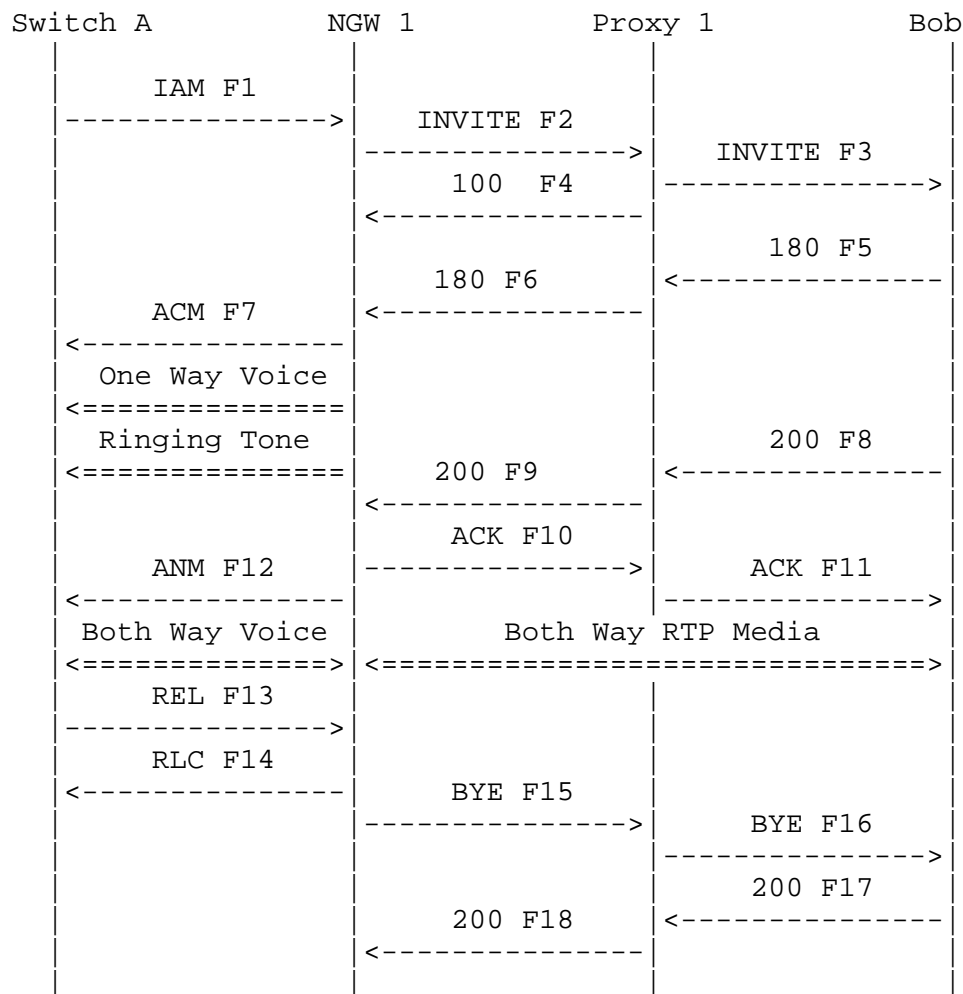 Switch A NGW 1 Proxy 1 Bob
IAM F1
INVITE F2
INVITE F3
100 F4
180 F5
180 F6
ACM F7
One Way Voice
Ringing Tone 200 F8
200 F9
ACK F10
ANM F12 ACK F11
Both Way Voice Both Way RTP Media
REL F13
RLC F14
BYE F15
BYE F16
200 F17
200 F18